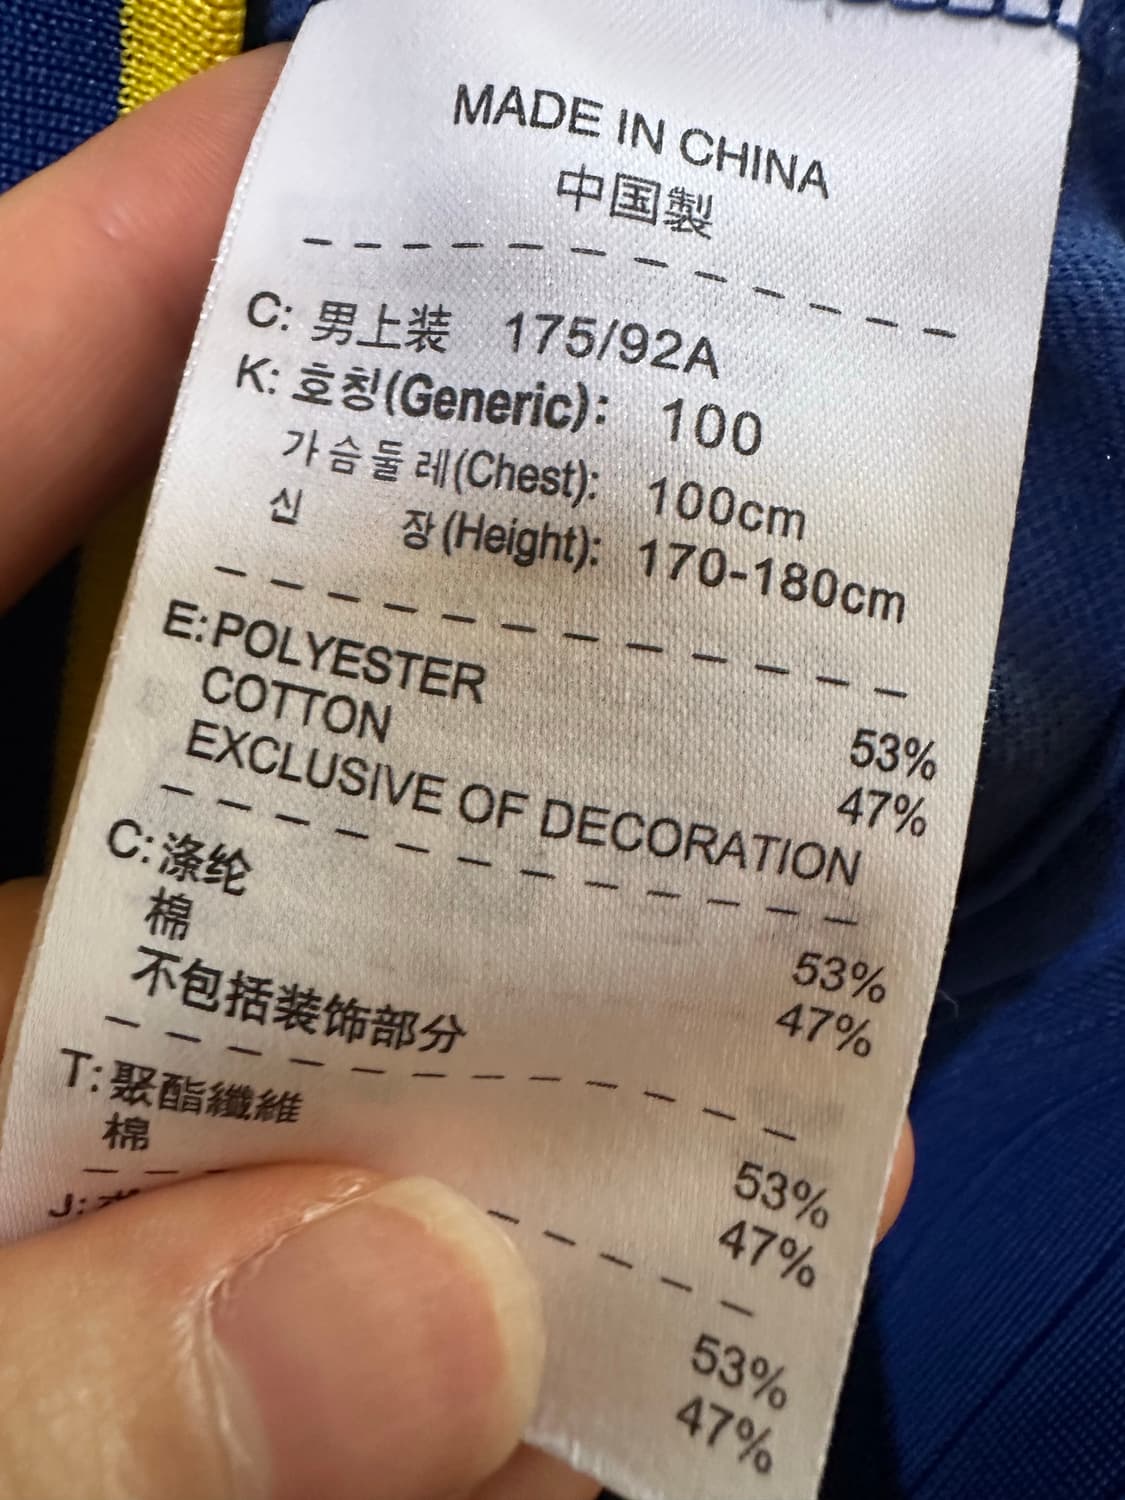 MADE IN CHINA
中国製
C: 男上装 175/92A
K: 호칭(Generic): 100
가슴둘레(Chest): 100cm
신 장(Height): 170-180cm
E: POLYESTER 53%
COTTON 47%
EXCLUSIVE OF DECORATION
C: 涤纶 53%
棉 47%
不包括装饰部分
T: 聚酯纖維 53%
棉 47%
J: 53%
47%